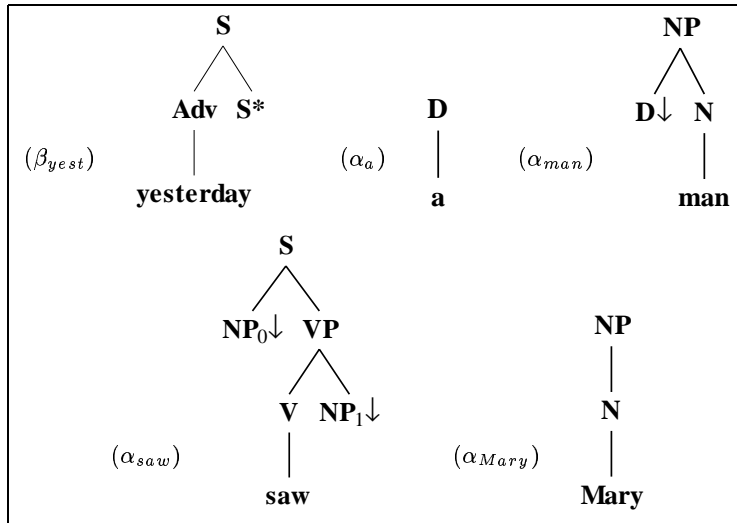 S NP
Adv S* D D↓ N
(β_yest) (α_a) (α_man)
yesterday a man
S
NP₀↓ VP NP
V NP₁↓ N
(α_saw) (α_Mary)
saw Mary